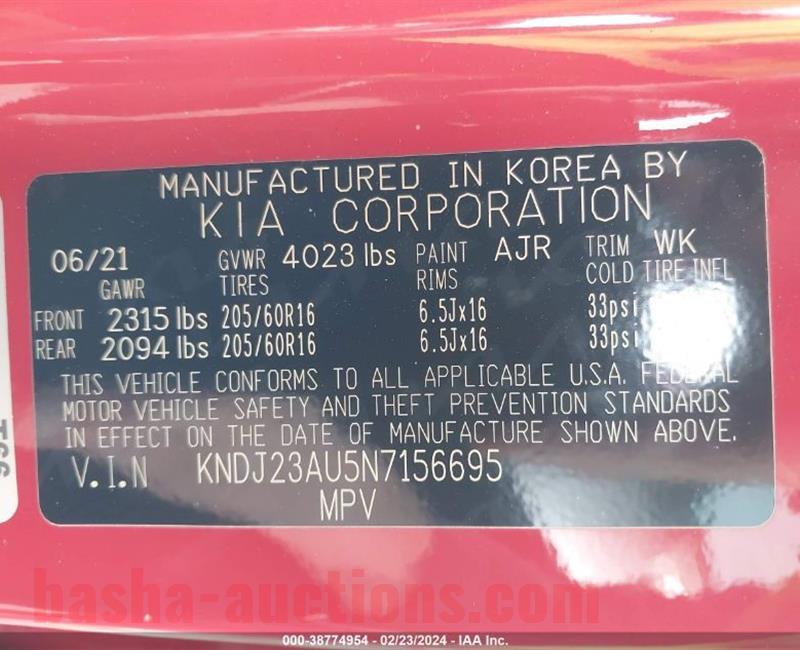 MANUFACTURED IN KOREA BY
KIA CORPORATION
06/21 GVWR 4023 lbs PAINT AJR TRIM WK
GAWR TIRES RIMS COLD TIRE INFL
FRONT 2315 lbs 205/60R16 6.5Jx16 33psi
REAR 2094 lbs 205/60R16 6.5Jx16 33psi
THIS VEHICLE CONFORMS TO ALL APPLICABLE U.S.A. FEDERAL
MOTOR VEHICLE SAFETY AND THEFT PREVENTION STANDARDS
IN EFFECT ON THE DATE OF MANUFACTURE SHOWN ABOVE.
V.I.N KNDJ23AU5N7156695
MPV
basha-auctions.com
000-38774954 - 02/23/2024 - IAA Inc.